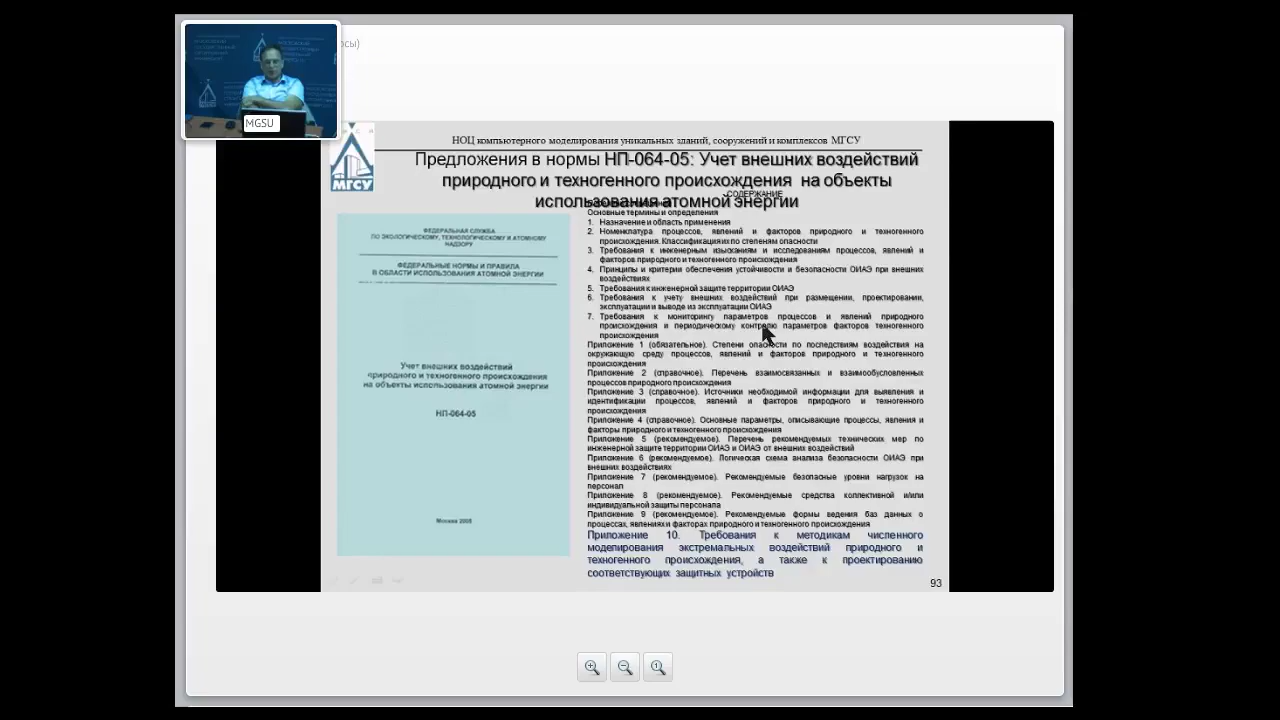 осы)
MGSU
НОЦ компьютерного моделирования уникальных зданий, сооружений и комплексов МГСУ
МГСУ
Предложения в нормы НП-064-05: Учет внешних воздействий
природного и техногенного происхождения на объекты
использования атомной энергии
СОДЕРЖАНИЕ
ФЕДЕРАЛЬНАЯ СЛУЖБА
ПО ЭКОЛОГИЧЕСКОМУ, ТЕХНОЛОГИЧЕСКОМУ И АТОМНОМУ
НАДЗОРУ
ФЕДЕРАЛЬНЫЕ НОРМЫ И ПРАВИЛА
В ОБЛАСТИ ИСПОЛЬЗОВАНИЯ АТОМНОЙ ЭНЕРГИИ
Учет внешних воздействий
природного и техногенного происхождения
на объекты использования атомной энергии
НП-064-05
Москва 2005
Основные термины и определения
1. Назначение и область применения
2. Номенклатура процессов, явлений и факторов природного и техногенного
происхождения. Классификация их по степеням опасности
3. Требования к инженерным изысканиям и исследованиям процессов, явлений и
факторов природного и техногенного происхождения
4. Принципы и критерии обеспечения устойчивости и безопасности ОИАЭ при внешних
воздействиях
5. Требования к инженерной защите территории ОИАЭ
6. Требования к учету внешних воздействий при размещении, проектировании,
эксплуатации и выводе из эксплуатации ОИАЭ
7. Требования к мониторингу параметров процессов и явлений природного
происхождения и периодическому контролю параметров факторов техногенного
происхождения
Приложение 1 (обязательное). Степени опасности по последствиям воздействия на
окружающую среду процессов, явлений и факторов природного и техногенного
происхождения
Приложение 2 (справочное). Перечень взаимосвязанных и взаимообусловленных
процессов природного происхождения
Приложение 3 (справочное). Источники необходимой информации для выявления и
идентификации процессов, явлений и факторов природного и техногенного
происхождения
Приложение 4 (справочное). Основные параметры, описывающие процессы, явления и
факторы природного и техногенного происхождения
Приложение 5 (рекомендуемое). Перечень рекомендуемых технических мер по
инженерной защите территории ОИАЭ и ОИАЭ от внешних воздействий
Приложение 6 (рекомендуемое). Логическая схема анализа безопасности ОИАЭ при
внешних воздействиях
Приложение 7 (рекомендуемое). Рекомендуемые безопасные уровни нагрузок на
персонал
Приложение 8 (рекомендуемое). Рекомендуемые средства коллективной и/или
индивидуальной защиты персонала
Приложение 9 (рекомендуемое). Рекомендуемые формы ведения баз данных о
процессах, явлениях и факторах природного и техногенного происхождения
Приложение 10. Требования к методикам численного
моделирования экстремальных воздействий природного и
техногенного происхождения, а также к проектированию
соответствующих защитных устройств
93